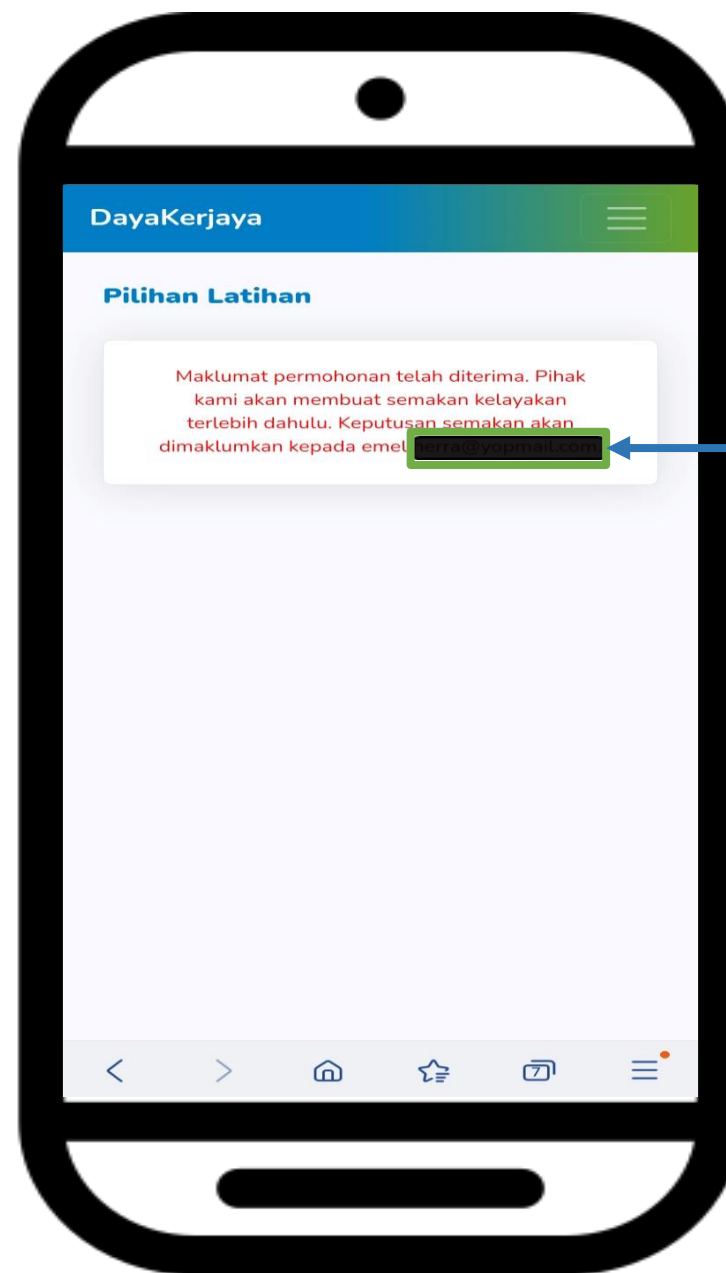 DayaKerjaya
Pilihan Latihan
Maklumat permohonan telah diterima. Pihak
kami akan membuat semakan kelayakan
terlebih dahulu. Keputusan semakan akan
dimaklumkan kepada emel
7